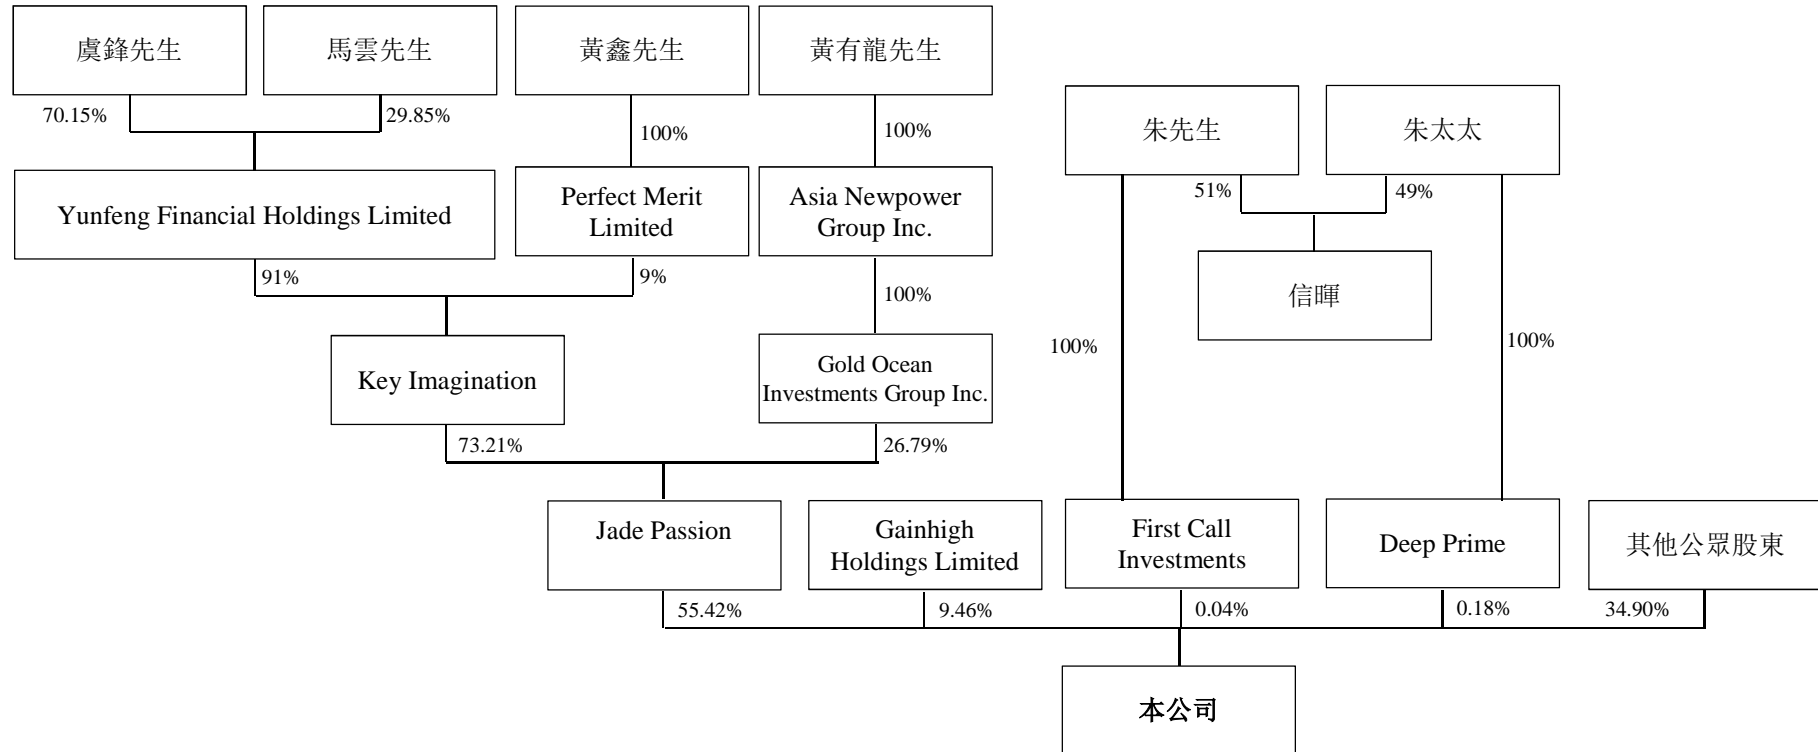 虞鋒先生
馬雲先生
黃鑫先生
黃有龍先生
朱先生
朱太太
70.15%
29.85%
100%
100%
51%
49%
Yunfeng Financial Holdings Limited
Perfect Merit
Limited
Asia Newpower
Group Inc.
信暉
91%
9%
100%
100%
100%
Key Imagination
Gold Ocean
Investments Group Inc.
73.21%
26.79%
Jade Passion
Gainhigh
Holdings Limited
First Call
Investments
Deep Prime
其他公眾股東
55.42%
9.46%
0.04%
0.18%
34.90%
本公司